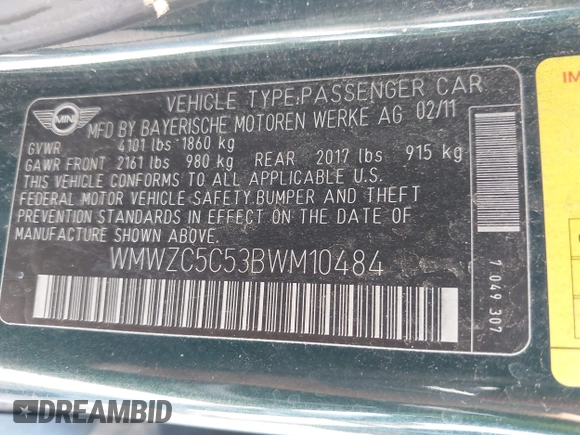 VEHICLE TYPE:PASSENGER CAR
MINI
MFD BY BAYERISCHE MOTOREN WERKE AG 02/11
GVWR 4101 lbs 1860 kg
GAWR FRONT 2161 lbs 980 kg REAR 2017 lbs 915 kg
THIS VEHICLE CONFORMS TO ALL APPLICABLE U.S.
FEDERAL MOTOR VEHICLE SAFETY,BUMPER AND THEFT
PREVENTION STANDARDS IN EFFECT ON THE DATE OF
MANUFACTURE SHOWN ABOVE.
WMWZC5C53BWM10484
7 049 307
IM
DREAMBID